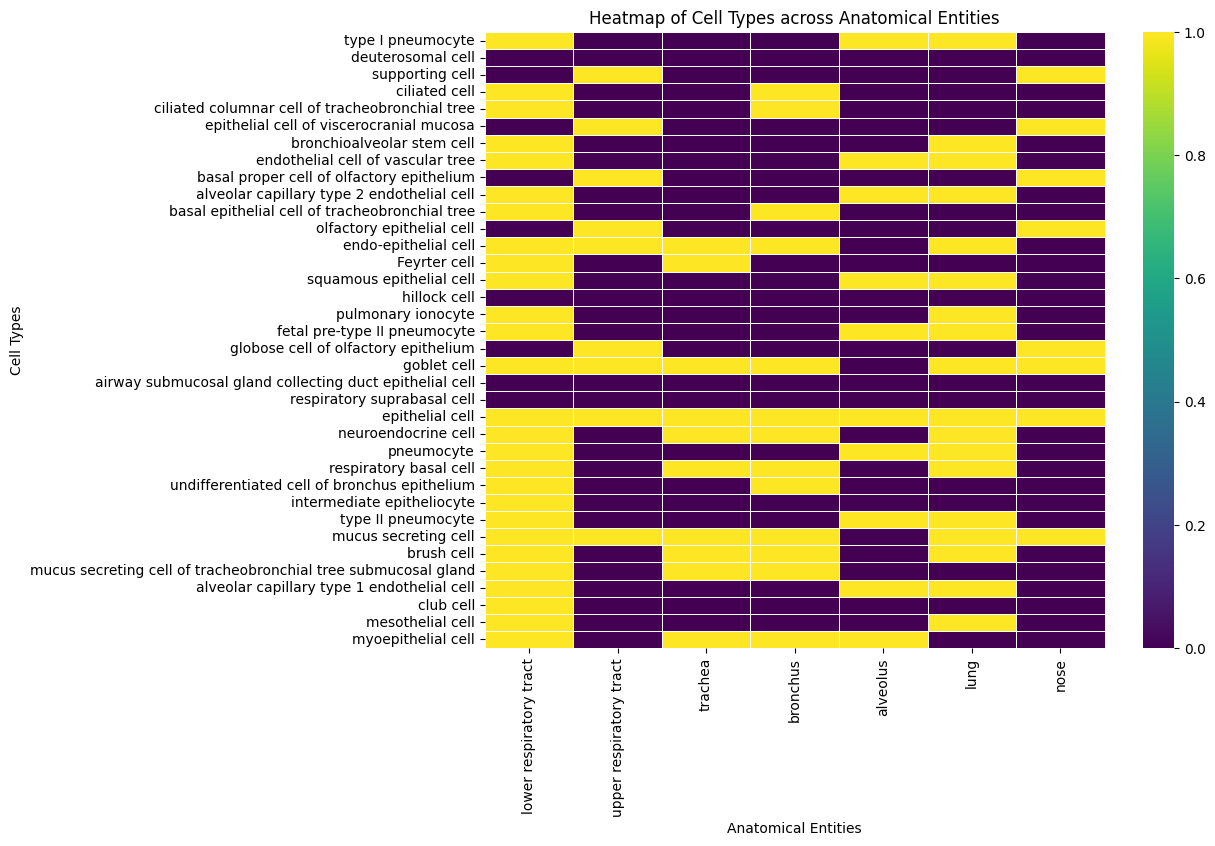 Heatmap of Cell Types across Anatomical Entities
type I pneumocyte
deuterosomal cell
supporting cell
ciliated cell
ciliated columnar cell of tracheobronchial tree
epithelial cell of viscerocranial mucosa
bronchioalveolar stem cell
endothelial cell of vascular tree
basal proper cell of olfactory epithelium
alveolar capillary type 2 endothelial cell
basal epithelial cell of tracheobronchial tree
olfactory epithelial cell
endo-epithelial cell
Feyrter cell
squamous epithelial cell
hillock cell
pulmonary ionocyte
fetal pre-type II pneumocyte
globose cell of olfactory epithelium
goblet cell
airway submucosal gland collecting duct epithelial cell
respiratory suprabasal cell
epithelial cell
neuroendocrine cell
pneumocyte
respiratory basal cell
undifferentiated cell of bronchus epithelium
intermediate epitheliocyte
type II pneumocyte
mucus secreting cell
brush cell
mucus secreting cell of tracheobronchial tree submucosal gland
alveolar capillary type 1 endothelial cell
club cell
mesothelial cell
myoepithelial cell
Cell Types
lower respiratory tract
upper respiratory tract
trachea
bronchus
alveolus
lung
nose
Anatomical Entities
1.0
0.8
0.6
0.4
0.2
0.0